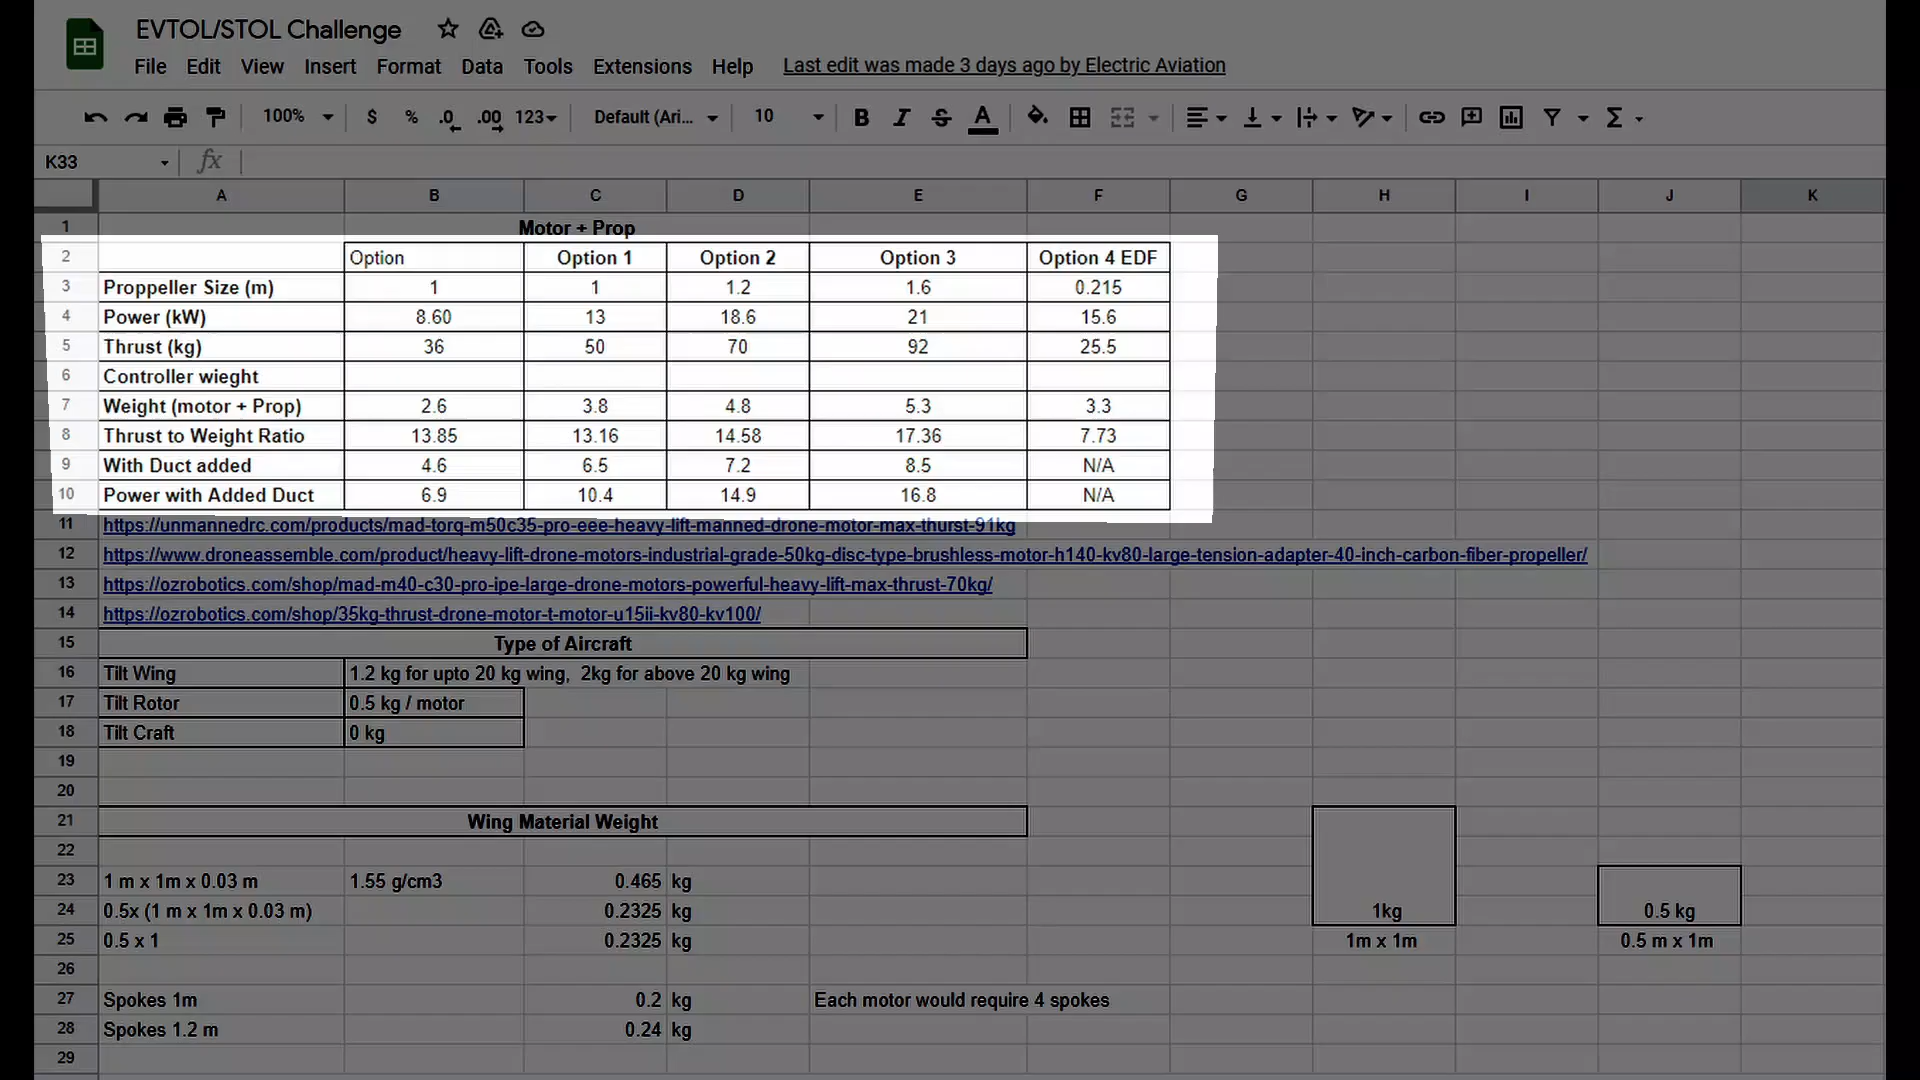 EVTOL/STOL Challenge
File Edit View Insert Format Data Tools Extensions Help Last edit was made 3 days ago by Electric Aviation
100% $ % .0 .00 123 Default (Ari... 10 B I S A Σ
K33 fx
A B C D E F G H I J K
1 Motor + Prop
2 Option Option 1 Option 2 Option 3 Option 4 EDF
3 Proppeller Size (m) 1 1 1.2 1.6 0.215
4 Power (kW) 8.60 13 18.6 21 15.6
5 Thrust (kg) 36 50 70 92 25.5
6 Controller wieght
7 Weight (motor + Prop) 2.6 3.8 4.8 5.3 3.3
8 Thrust to Weight Ratio 13.85 13.16 14.58 17.36 7.73
9 With Duct added 4.6 6.5 7.2 8.5 N/A
10 Power with Added Duct 6.9 10.4 14.9 16.8 N/A
11 https://unmannedrc.com/products/mad-torq-m50c35-pro-eee-heavy-lift-manned-drone-motor-max-thurst-91kg
12 https://www.droneassemble.com/product/heavy-lift-drone-motors-industrial-grade-50kg-disc-type-brushless-motor-h140-kv80-large-tension-adapter-40-inch-carbon-fiber-propeller/
13 https://ozrobotics.com/shop/mad-m40-c30-pro-ipe-large-drone-motors-powerful-heavy-lift-max-thrust-70kg/
14 https://ozrobotics.com/shop/35kg-thrust-drone-motor-t-motor-u15ii-kv80-kv100/
15 Type of Aircraft
16 Tilt Wing 1.2 kg for upto 20 kg wing, 2kg for above 20 kg wing
17 Tilt Rotor 0.5 kg / motor
18 Tilt Craft 0 kg
19
20
21 Wing Material Weight
22
23 1 m x 1m x 0.03 m 1.55 g/cm3 0.465 kg
24 0.5x (1 m x 1m x 0.03 m) 0.2325 kg 1kg 0.5 kg
25 0.5 x 1 0.2325 kg 1m x 1m 0.5 m x 1m
26
27 Spokes 1m 0.2 kg Each motor would require 4 spokes
28 Spokes 1.2 m 0.24 kg
29